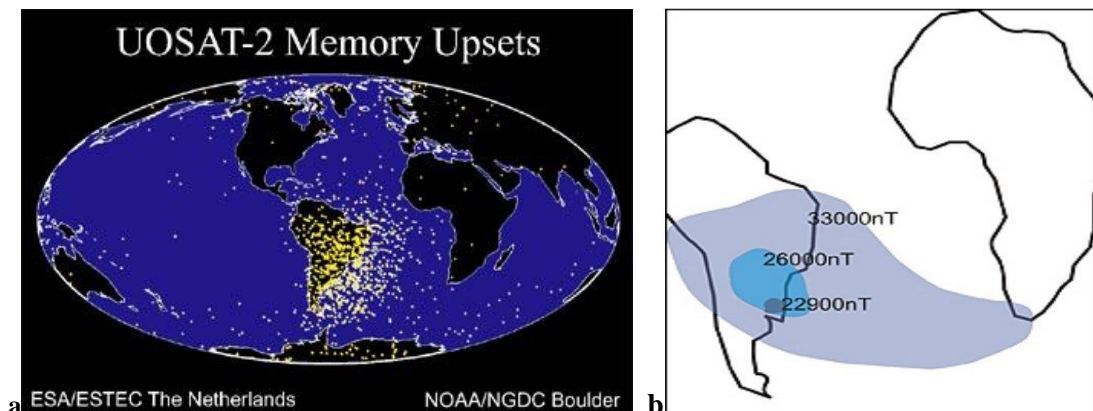 UOSAT-2 Memory Upsets
ESA/ESTEC The Netherlands
NOAA/NGDC Boulder
a
33000nT
26000nT
22900nT
b